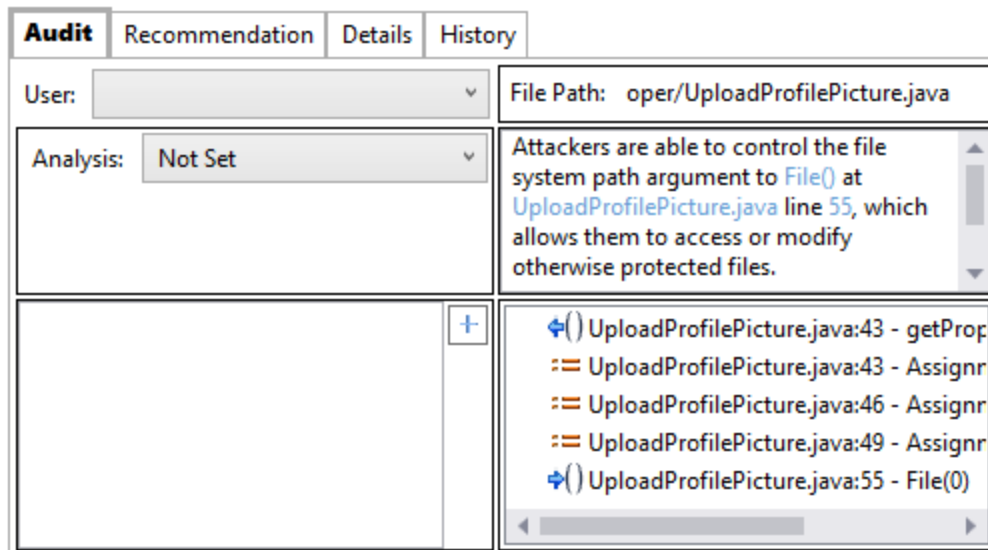 Audit Recommendation Details History
User:
File Path: oper/UploadProfilePicture.java
Analysis: Not Set
Attackers are able to control the file
system path argument to File() at
UploadProfilePicture.java line 55, which
allows them to access or modify
otherwise protected files.
UploadProfilePicture.java:43 - getProp
UploadProfilePicture.java:43 - Assignr
UploadProfilePicture.java:46 - Assignr
UploadProfilePicture.java:49 - Assignr
UploadProfilePicture.java:55 - File(0)